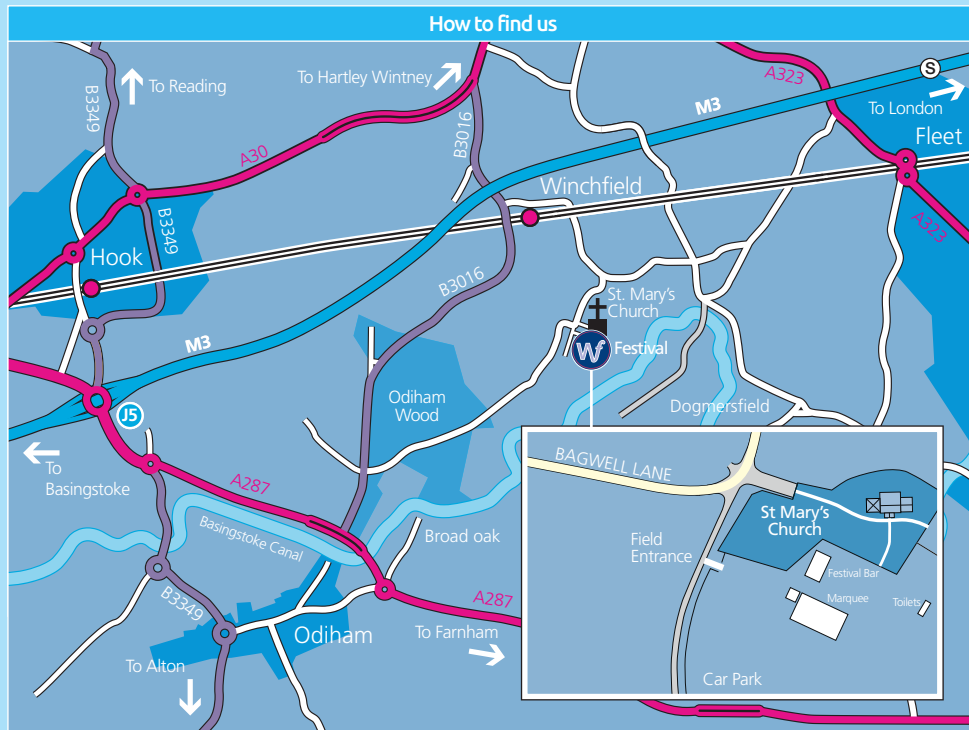 How to find us
To Reading
To Hartley Wintney
A323
S
M3
To London
B3349
Fleet
B3016
A30
Winchfield
B3349
A323
Hook
B3016
St. Mary's
Church
M3
Wf
Festival
Odiham
Wood
Dogmersfield
J5
To
Basingstoke
A287
BAGWELL LANE
Basingstoke Canal
Broad oak
St Mary's
Church
Field
Entrance
Festival Bar
B3349
A287
Marquee
Toilets
Odiham
To Farnham
To Alton
Car Park